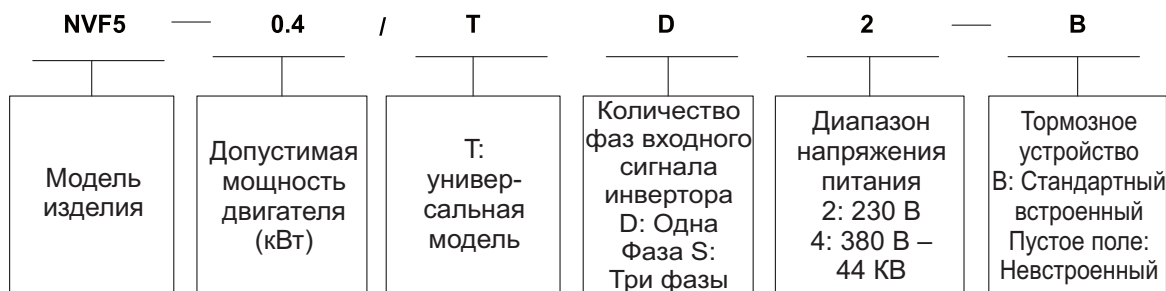 NVF5 — 0.4 / T D 2 — B
Модель
изделия
Допустимая
мощность
двигателя
(кВт)
T:
универ-
сальная
модель
Количество
фаз входного
сигнала
инвертора
D: Одна
Фаза S:
Три фазы
Диапазон
напряжения
питания
2: 230 В
4: 380 В –
44 КВ
Тормозное
устройство
B: Стандартный
встроенный
Пустое поле:
Невстроенный